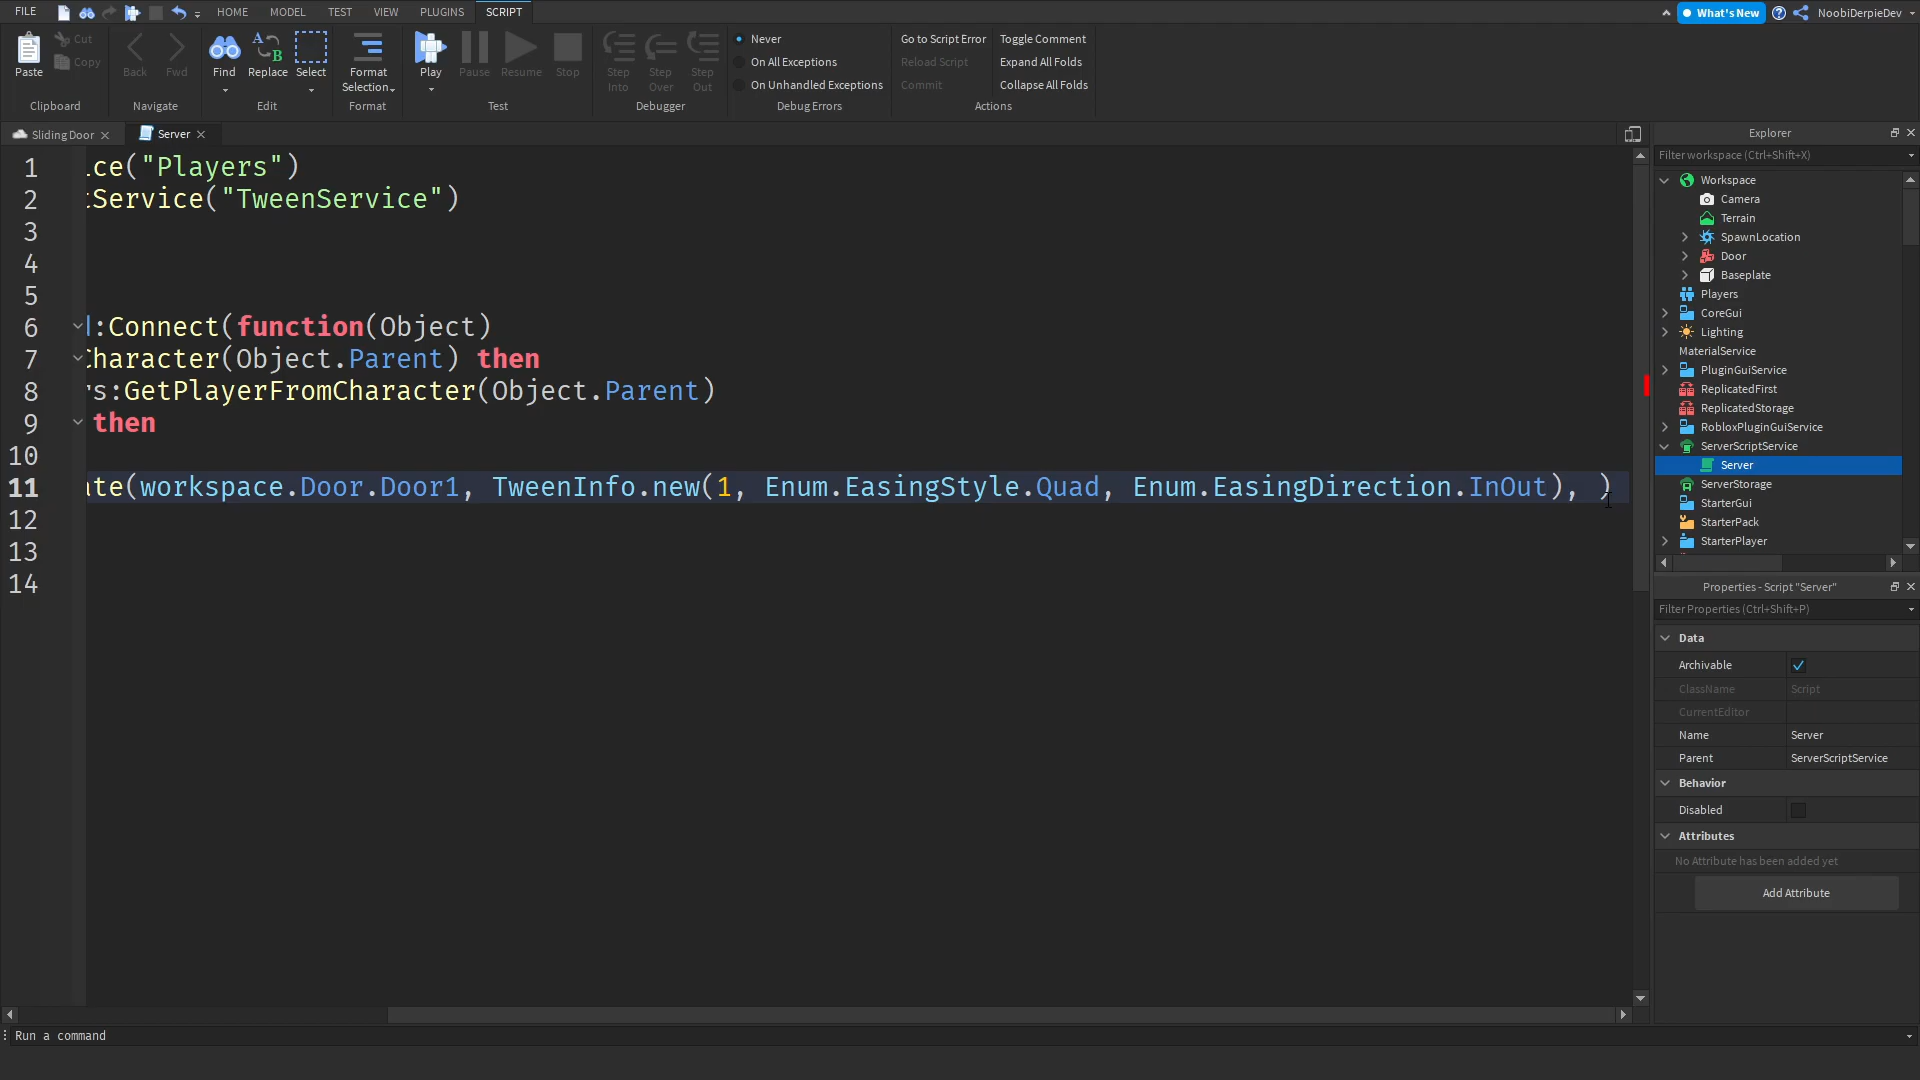 FILE HOME MODEL TEST VIEW PLUGINS SCRIPT What's New NoobiDerpieDev
Paste Cut Copy
Clipboard
Back Fwd
Navigate
Find Replace Select
Edit
Format Selection
Format
Play Pause Resume Stop
Test
Step Into Step Over Step Out
Debugger
Never
On All Exceptions
On Unhandled Exceptions
Debug Errors
Go to Script Error Toggle Comment
Reload Script Expand All Folds
Commit Collapse All Folds
Actions
Sliding Door Server
1 ce("Players")
2 tService("TweenService")
3
4
5
6 :Connect(function(Object)
7 Character(Object.Parent) then
8 rs:GetPlayerFromCharacter(Object.Parent)
9 then
10
11 ate(workspace.Door.Door1, TweenInfo.new(1, Enum.EasingStyle.Quad, Enum.EasingDirection.InOut), )
12
13
14
Run a command
Explorer
Filter workspace (Ctrl+Shift+X)
Workspace
Camera
Terrain
SpawnLocation
Door
Baseplate
Players
CoreGui
Lighting
MaterialService
PluginGuiService
ReplicatedFirst
ReplicatedStorage
RobloxPluginGuiService
ServerScriptService
Server
ServerStorage
StarterGui
StarterPack
StarterPlayer
Properties - Script "Server"
Filter Properties (Ctrl+Shift+P)
Data
Archivable
ClassName Script
CurrentEditor
Name Server
Parent ServerScriptService
Behavior
Disabled
Attributes
No Attribute has been added yet
Add Attribute